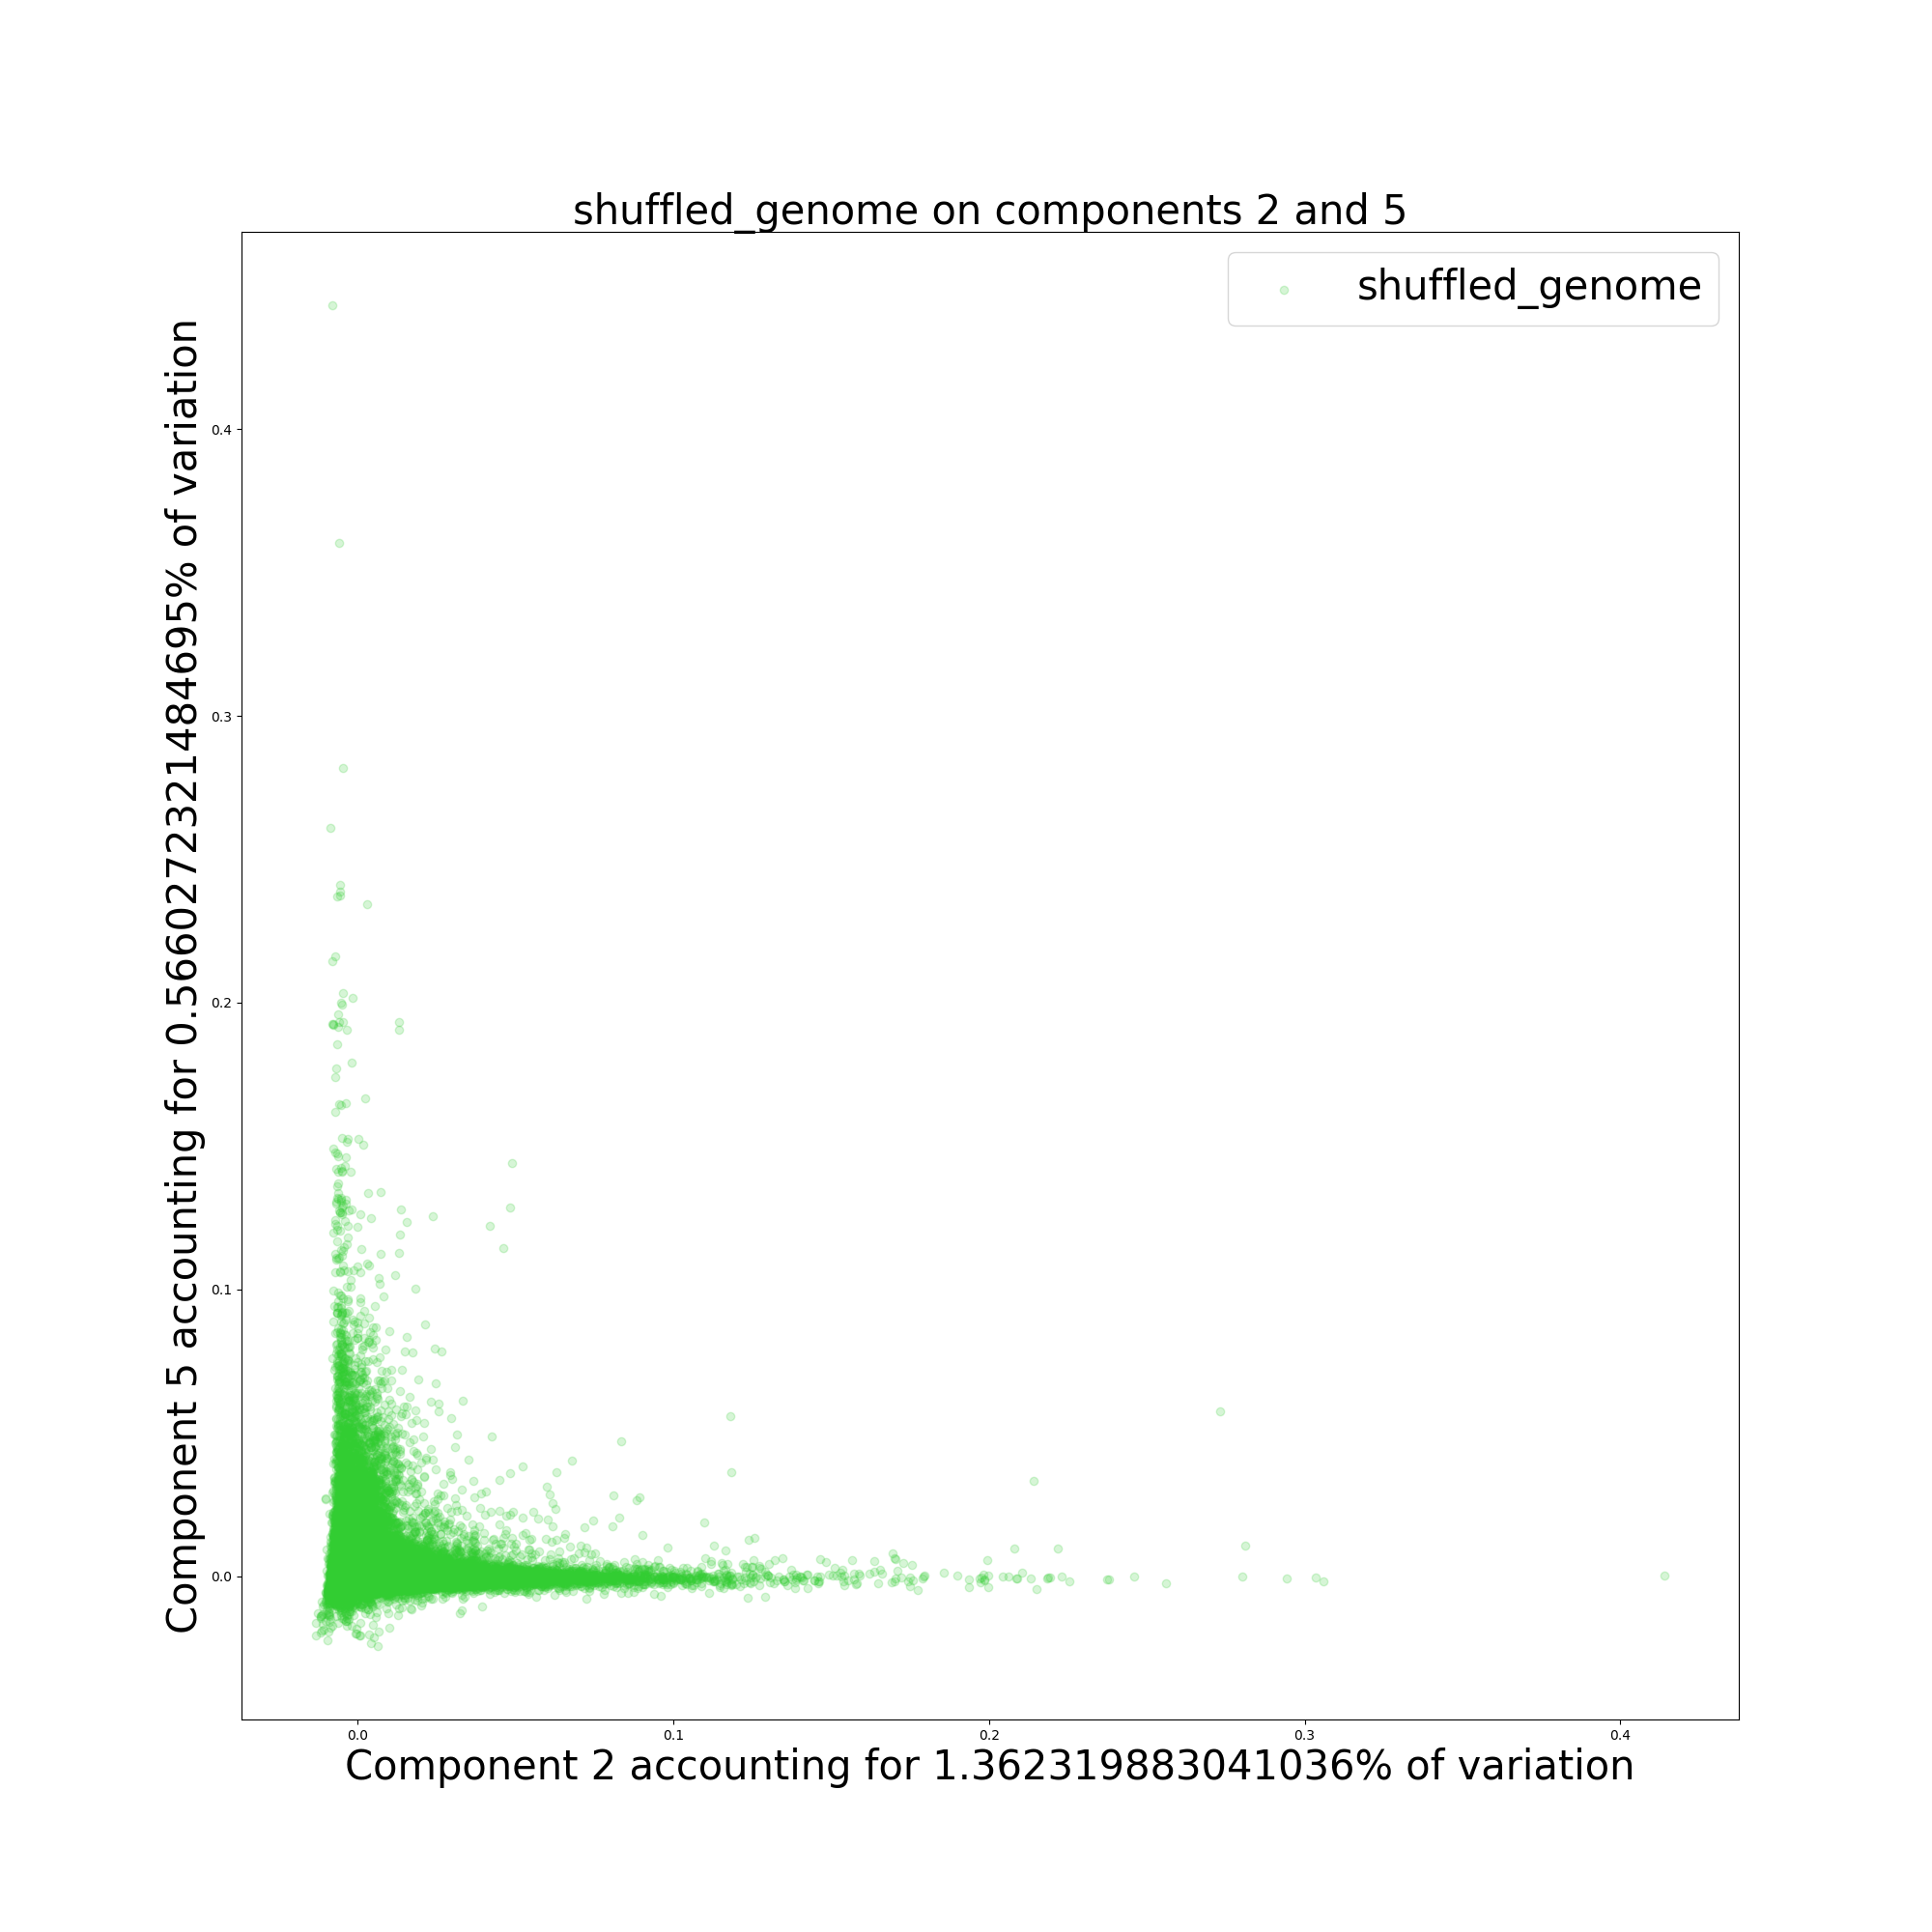 shuffled_genome on components 2 and 5
shuffled_genome
Component 5 accounting for 0.5660272321484695% of variation
0.4
0.3
0.2
0.1
0.0
0.0 0.1 0.2 0.3 0.4
Component 2 accounting for 1.362319883041036% of variation